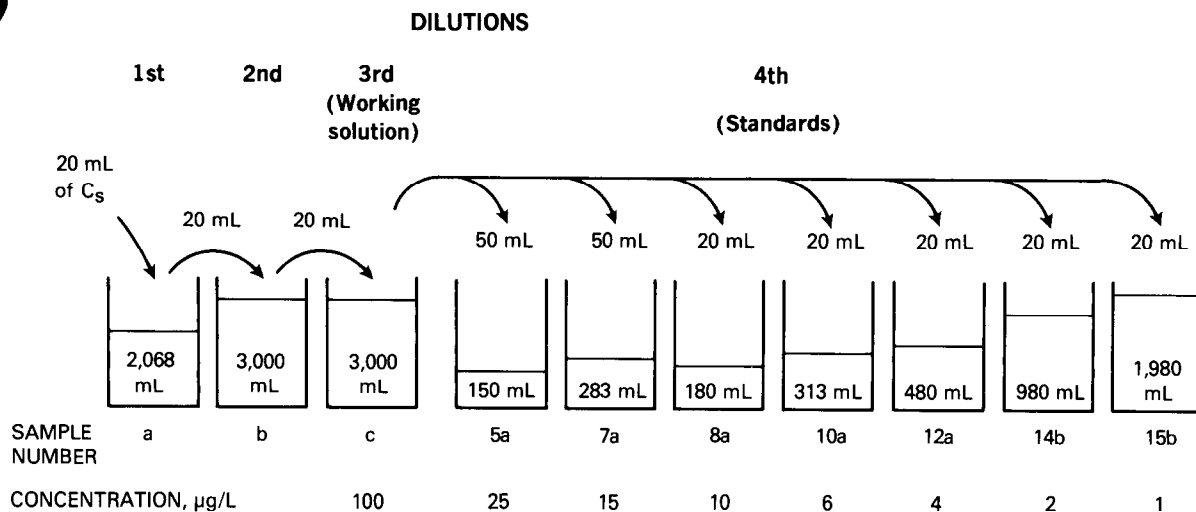 DILUTIONS
1st 2nd 3rd 4th
(Working
solution)
(Standards)
20 mL
of Cs
20 mL 20 mL
50 mL 50 mL 20 mL 20 mL 20 mL 20 mL 20 mL
2,068
mL
3,000
mL
3,000
mL
150 mL 283 mL 180 mL 313 mL 480 mL 980 mL
1,980
mL
SAMPLE
NUMBER
a b c 5a 7a 8a 10a 12a 14b 15b
CONCENTRATION, µg/L 100 25 15 10 6 4 2 1